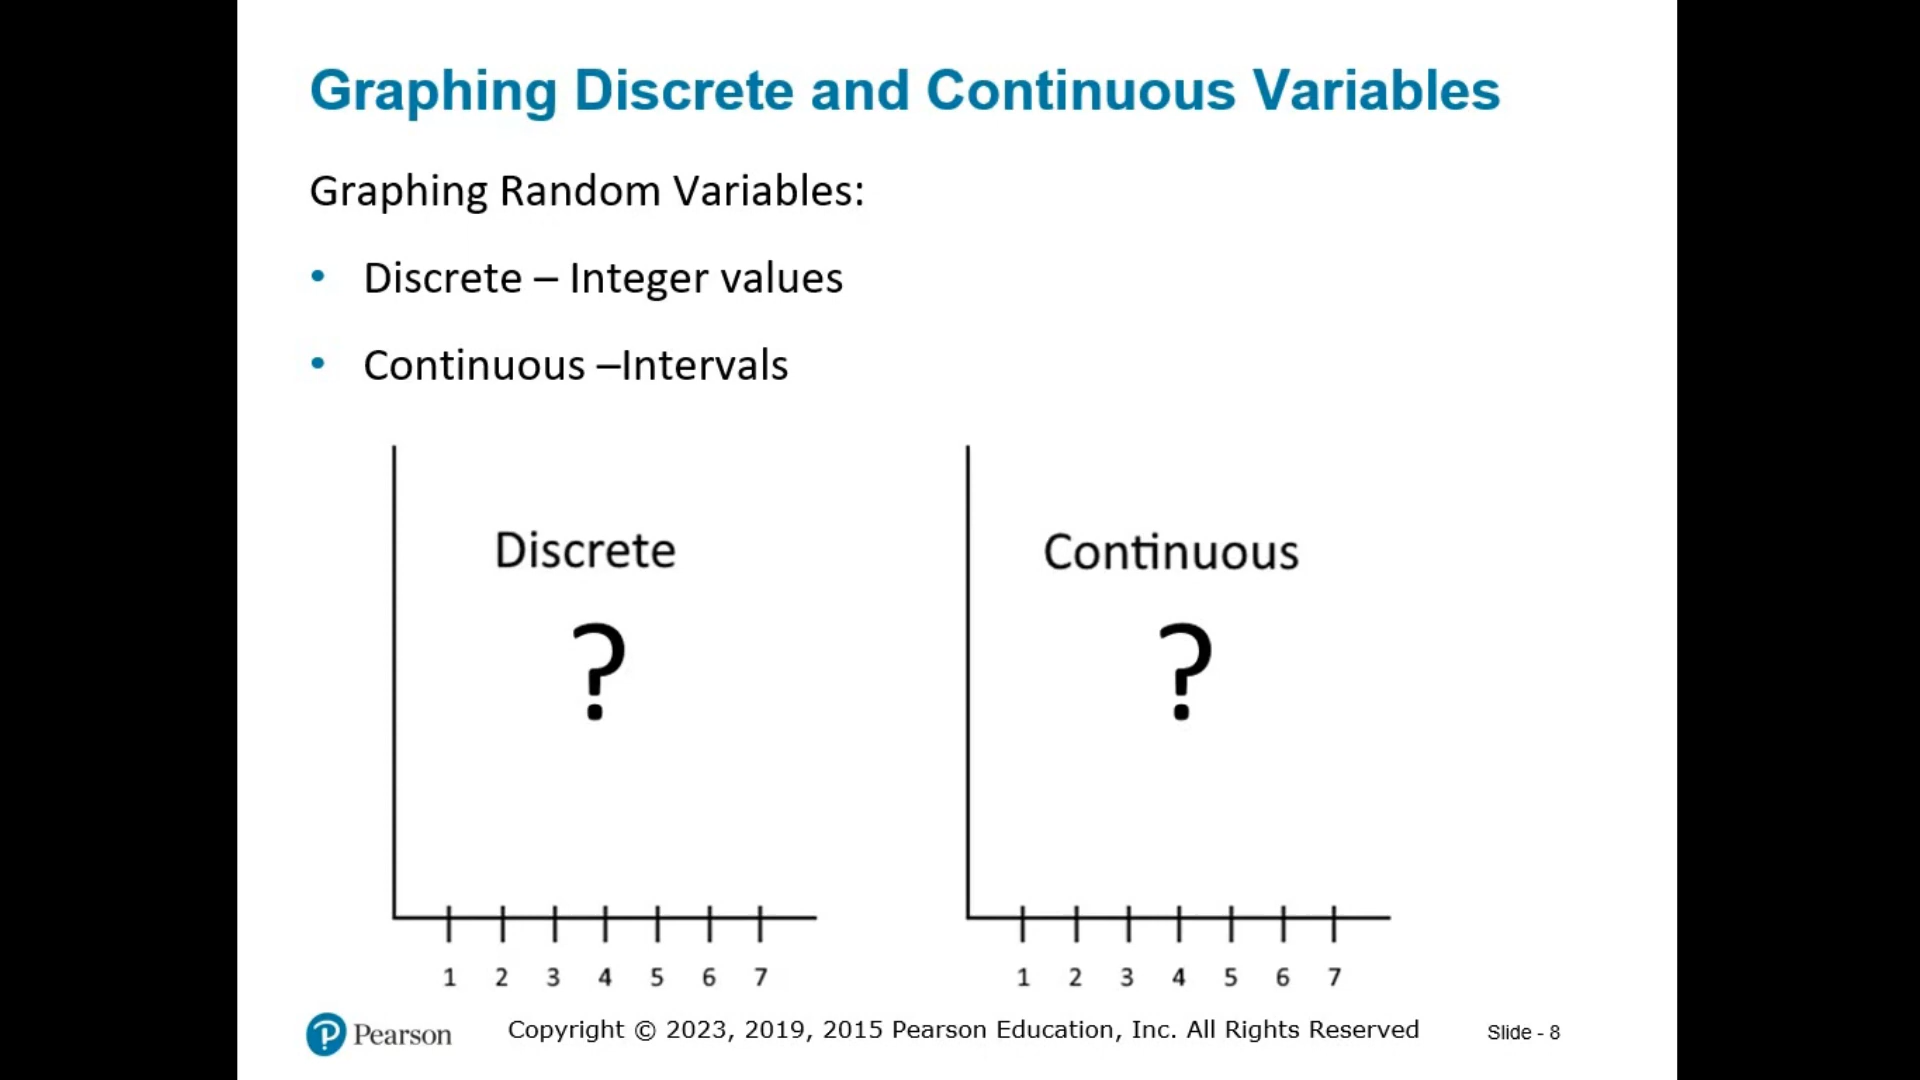 Graphing Discrete and Continuous Variables
Graphing Random Variables:
• Discrete – Integer values
• Continuous –Intervals
Discrete
?
1 2 3 4 5 6 7
Continuous
?
1 2 3 4 5 6 7
Pearson
Copyright © 2023, 2019, 2015 Pearson Education, Inc. All Rights Reserved
Slide - 8